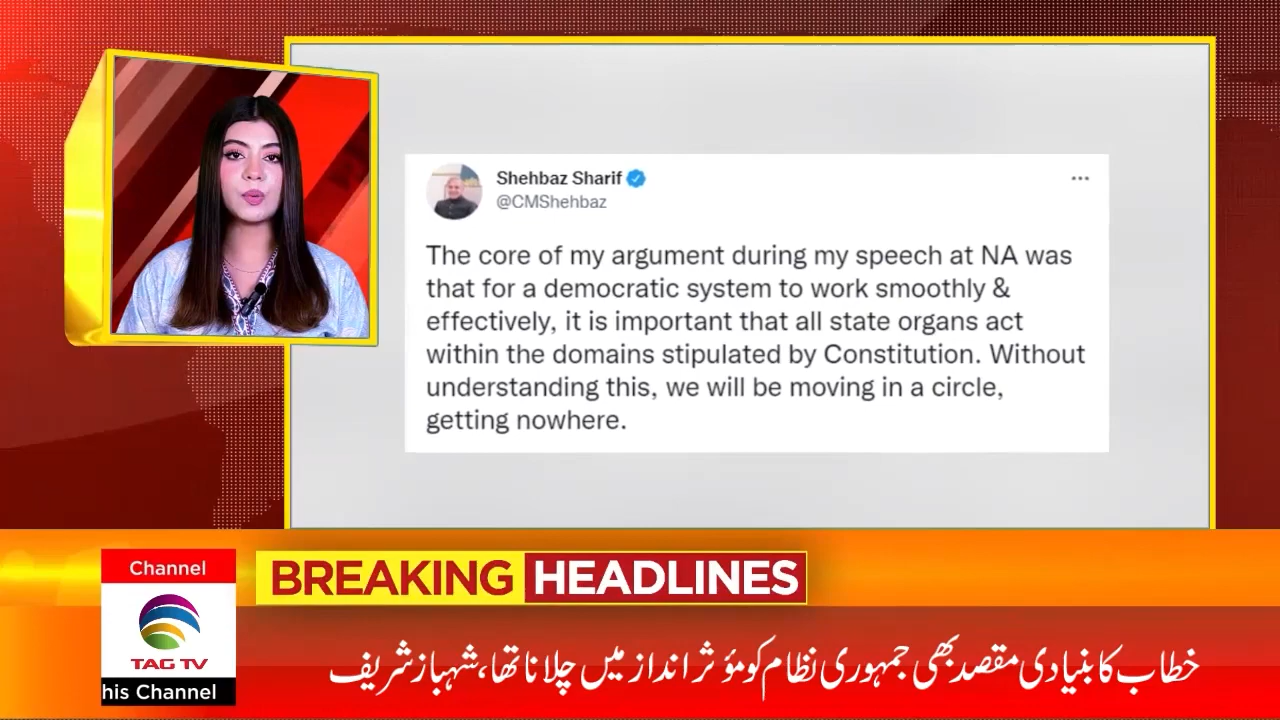 Shehbaz Sharif
@CMShehbaz
The core of my argument during my speech at NA was
that for a democratic system to work smoothly &
effectively, it is important that all state organs act
within the domains stipulated by Constitution. Without
understanding this, we will be moving in a circle,
getting nowhere.
Channel
BREAKING HEADLINES
TAG TV
his Channel
خطاب کا بنیادی مقصد بھی جمہوری نظام کو مؤثر انداز میں چلانا تھا، شہباز شریف